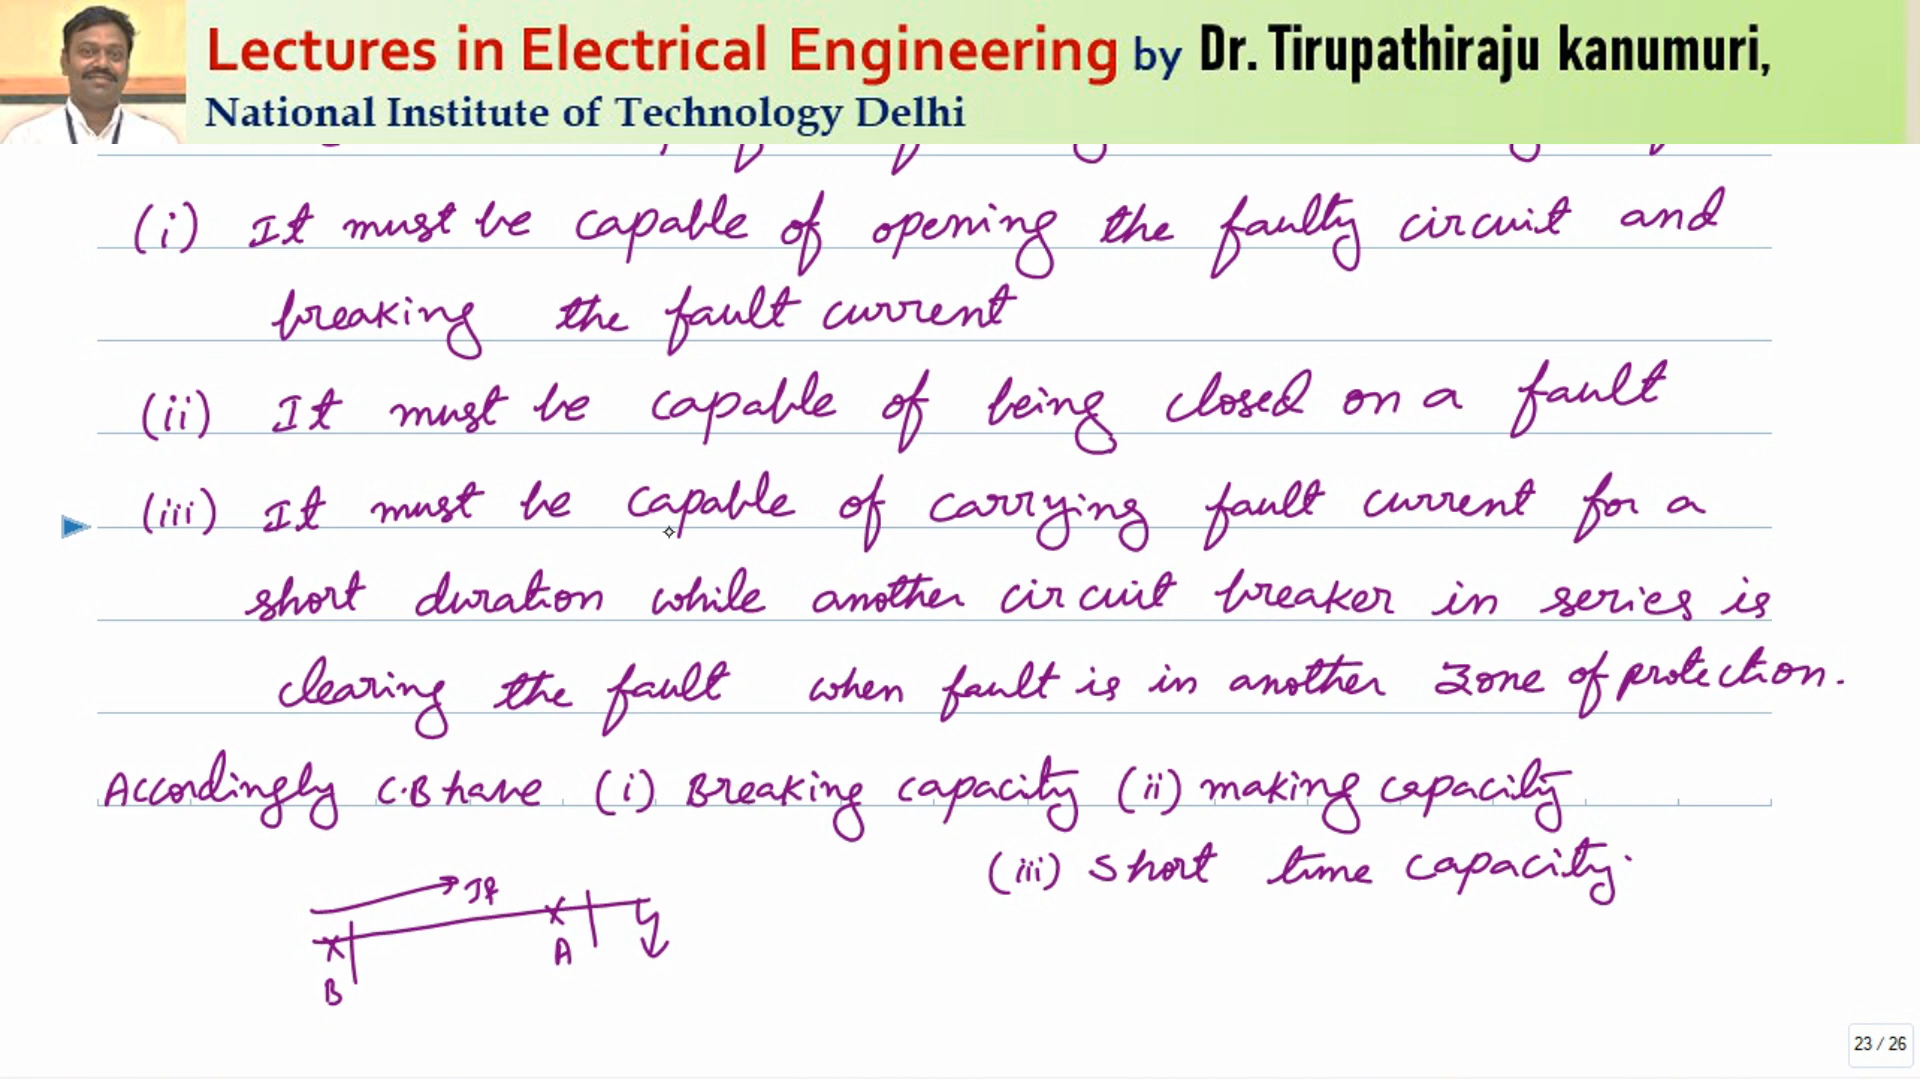 Lectures in Electrical Engineering by Dr. Tirupathiraju kanumuri,
National Institute of Technology Delhi
(i) It must be capable of opening the faulty circuit and
breaking the fault current
(ii) It must be capable of being closed on a fault
(iii) It must be capable of carrying fault current for a
short duration while another circuit breaker in series is
clearing the fault when fault is in another zone of protection.
Accordingly C.B have (i) Breaking capacity (ii) making capacity
(iii) short time capacity.
If
A
B
23 / 26